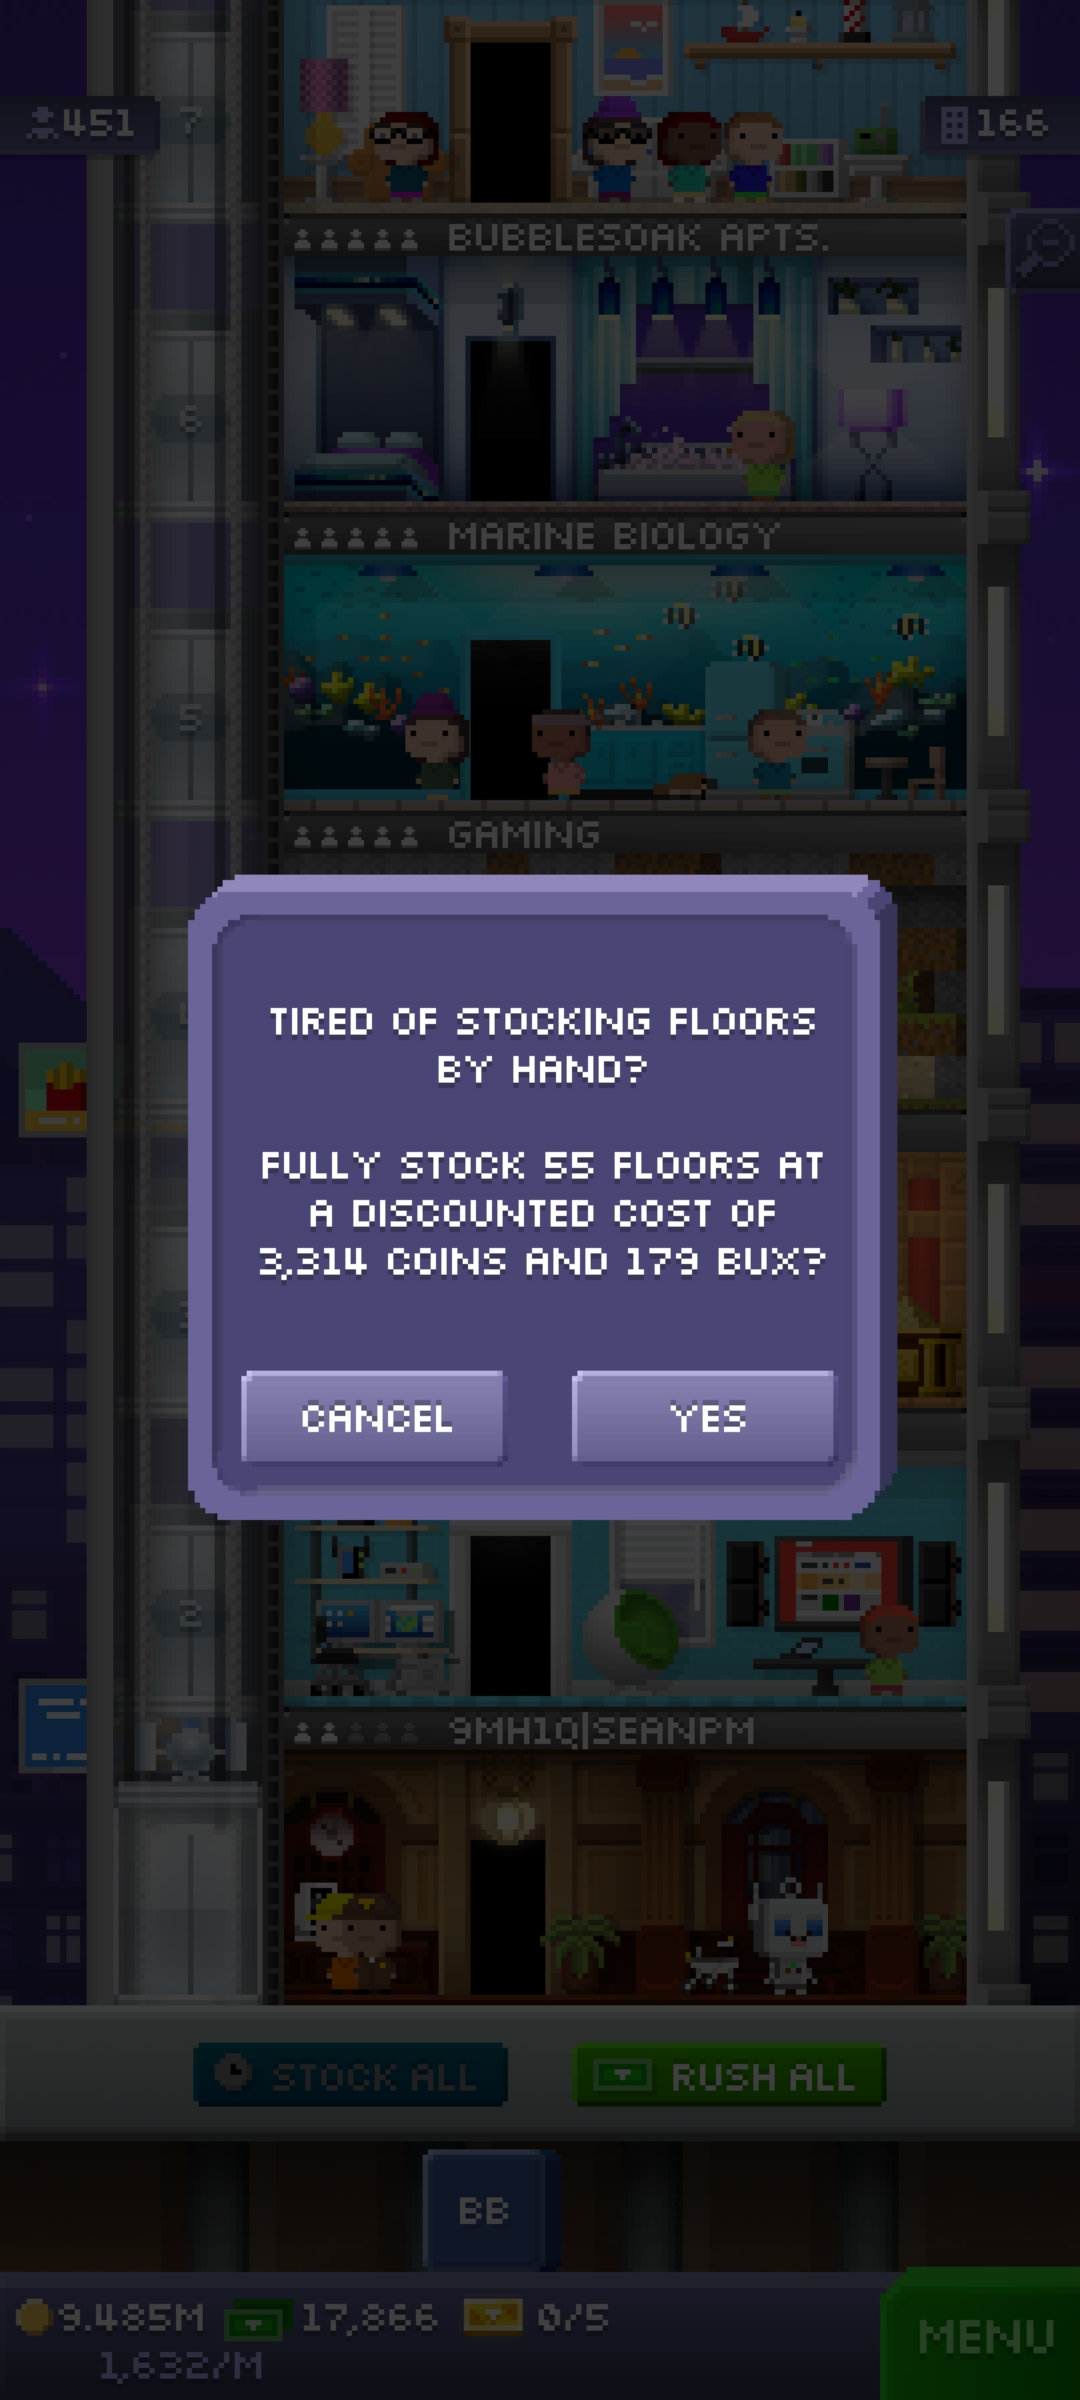 451
7
166
BUBBLESOAK APTS.
6
MARINE BIOLOGY
5
GAMING
TIRED OF STOCKING FLOORS
BY HAND?
FULLY STOCK 55 FLOORS AT
A DISCOUNTED COST OF
3,314 COINS AND 179 BUX?
CANCEL
YES
2
9MH1Q|SEANPM
STOCK ALL
RUSH ALL
BB
9.485M
17,866
0/5
MENU
1,632/M